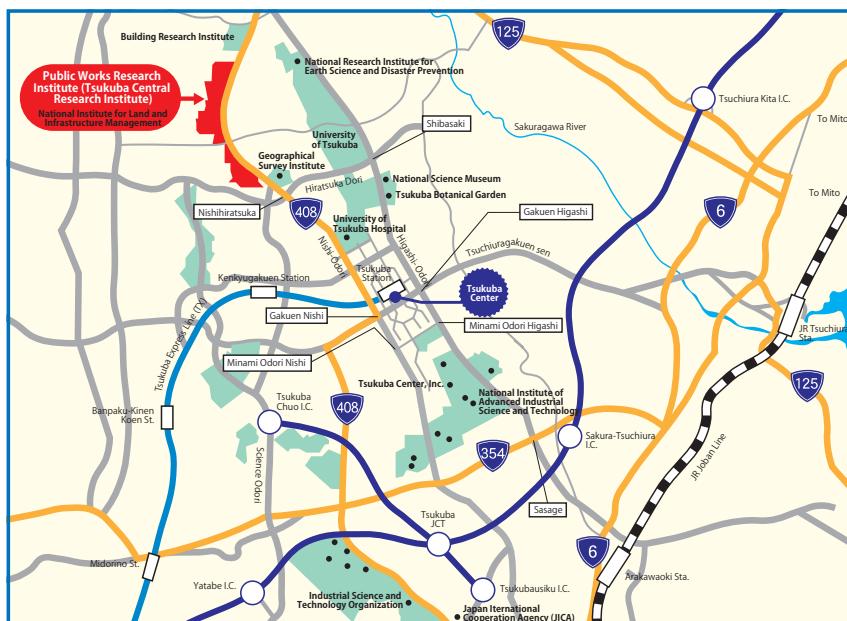 125
Building Research Institute
National Research Institute for
Earth Science and Disaster Prevention
Public Works Research
Institute (Tsukuba Central
Research Institute)
National Institute for Land and
Infrastructure Management
Tsuchiura Kita I.C.
To Mito
Shibasaki
Sakuragawa River
University
of Tsukuba
Geographical
Survey Institute
Hiratsuka Dori
National Science Museum
Tsukuba Botanical Garden
To Mito
Nishihiratsuka
408
University of
Tsukuba Hospital
Gakuen Higashi
6
Nishi-Odori
Higashi-Odori
Tsuchiuragakuen sen
Tsukuba
Station
Kenkyugakuen Station
Tsukuba
Center
Gakuen Nishi
Minami Odori Higashi
JR Tsuchiura
Sta.
Tsukuba Express Line (TX)
Minami Odori Nishi
Tsukuba Center, Inc.
National Institute of
Advanced Industrial
Science and Technology
125
Tsukuba
Chuo I.C.
408
Banpaku-Kinen
Koen St.
Sakura-Tsuchiura
I.C.
354
JR Joban Line
Science Odori
Sasage
Tsukuba
JCT
6
Midorino St.
Arakawaoki Sta.
Yatabe I.C.
Tsukubausiku I.C.
Industrial Science and
Technology Organization
Japan Iternational
Cooperation Agency (JICA)